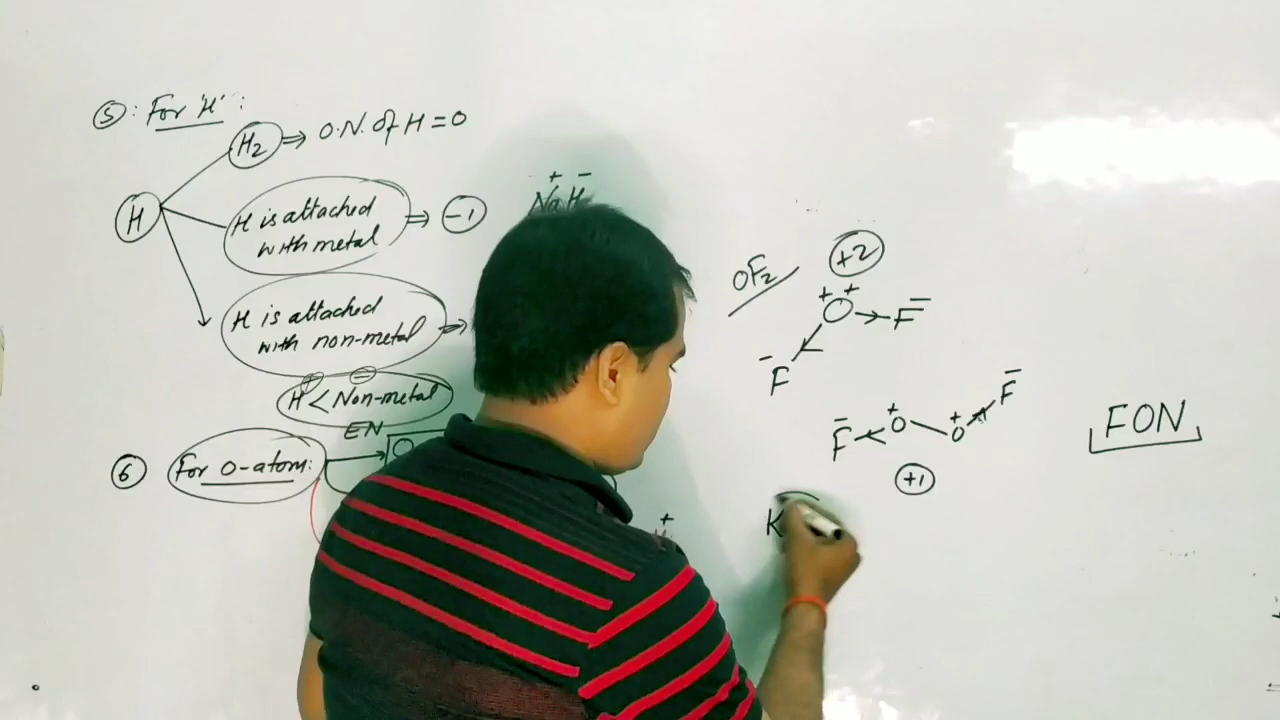 ⑤: For 'H':
H₂ ⇒ O.N. of H = 0
H
H is attached
with metal ⇒ -1
+ -
NaH
H is attached
with non-metal ⇒
+ -
H < Non-metal
EN
⑥ For O-atom: → O
+
OF₂
+2
+ +
O → F -
- F
F - ← O + - O + → F -
+1
FON
K